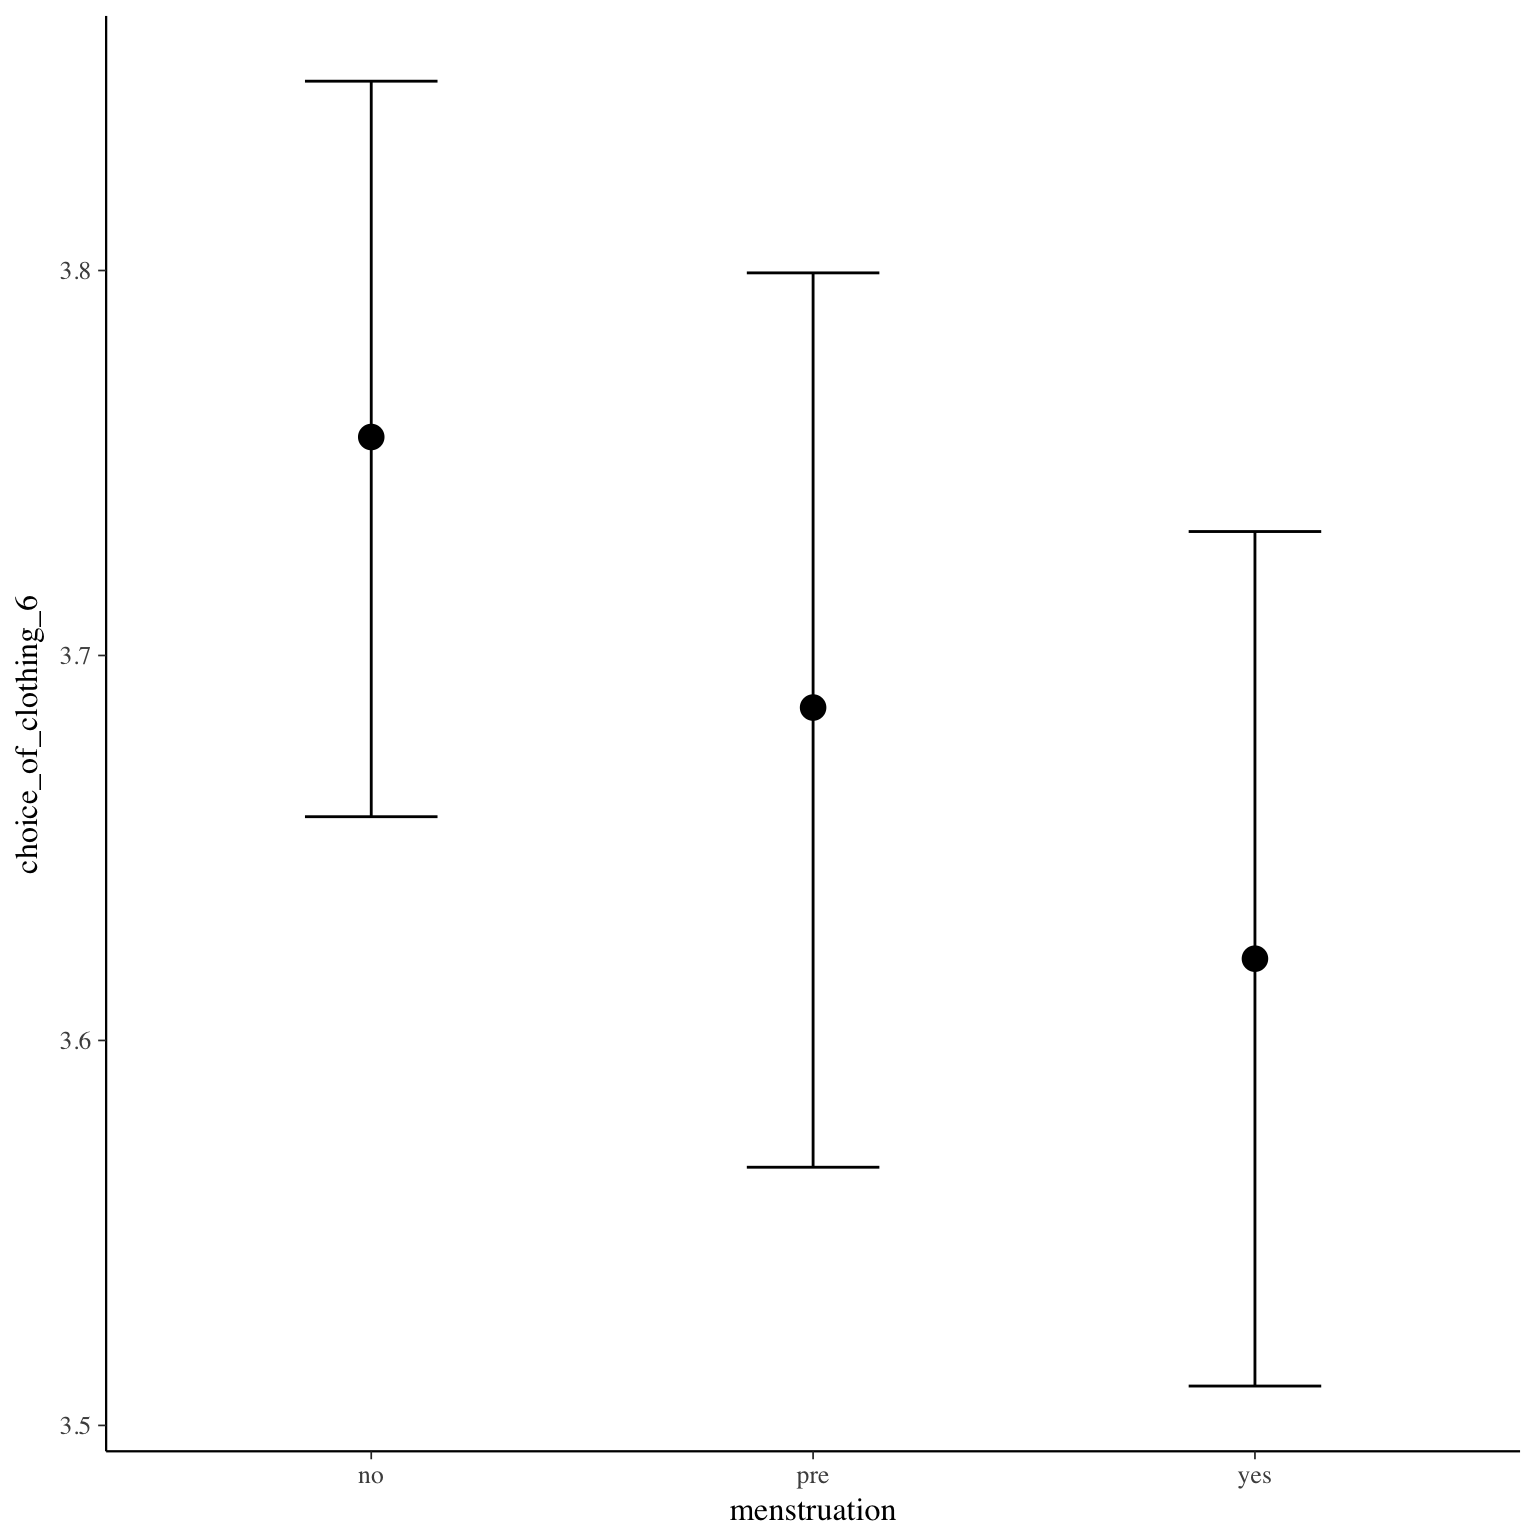 choice_of_clothing_6
3.8
3.7
3.6
3.5
no
pre
yes
menstruation